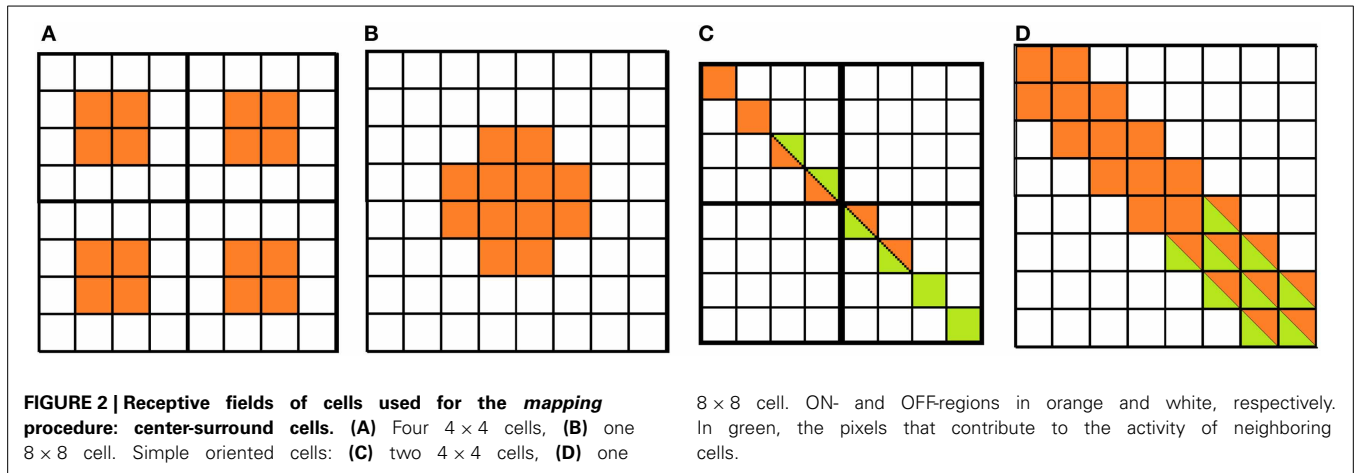 A
B
C
D
FIGURE 2 | Receptive fields of cells used for the mapping
procedure: center-surround cells. (A) Four 4 × 4 cells, (B) one
8 × 8 cell. Simple oriented cells: (C) two 4 × 4 cells, (D) one
8 × 8 cell. ON- and OFF-regions in orange and white, respectively.
In green, the pixels that contribute to the activity of neighboring
cells.